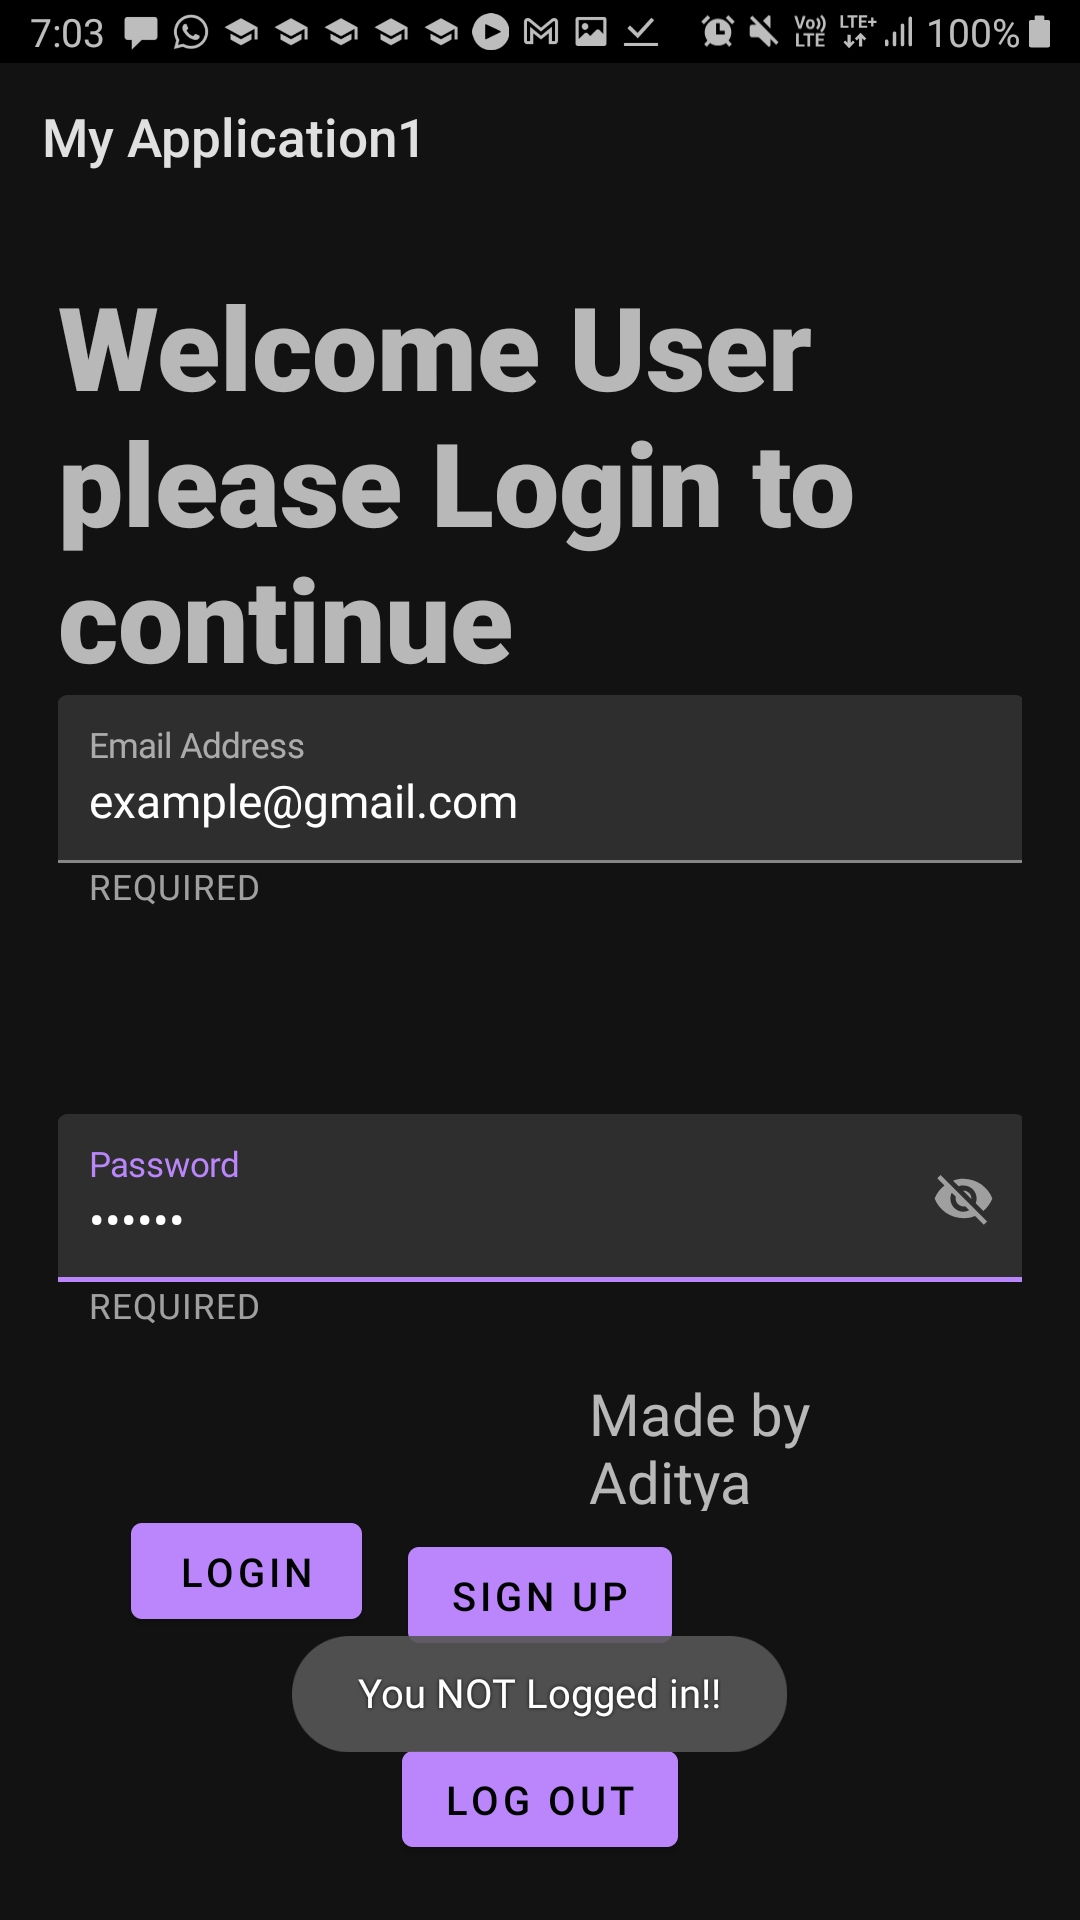 7:03
Vo)) LTE
LTE+
100%
My Application1
Welcome User
please Login to
continue
Email Address
example@gmail.com
REQUIRED
Password
••••••
REQUIRED
Made by
Aditya
LOGIN
SIGN UP
You NOT Logged in!!
LOG OUT